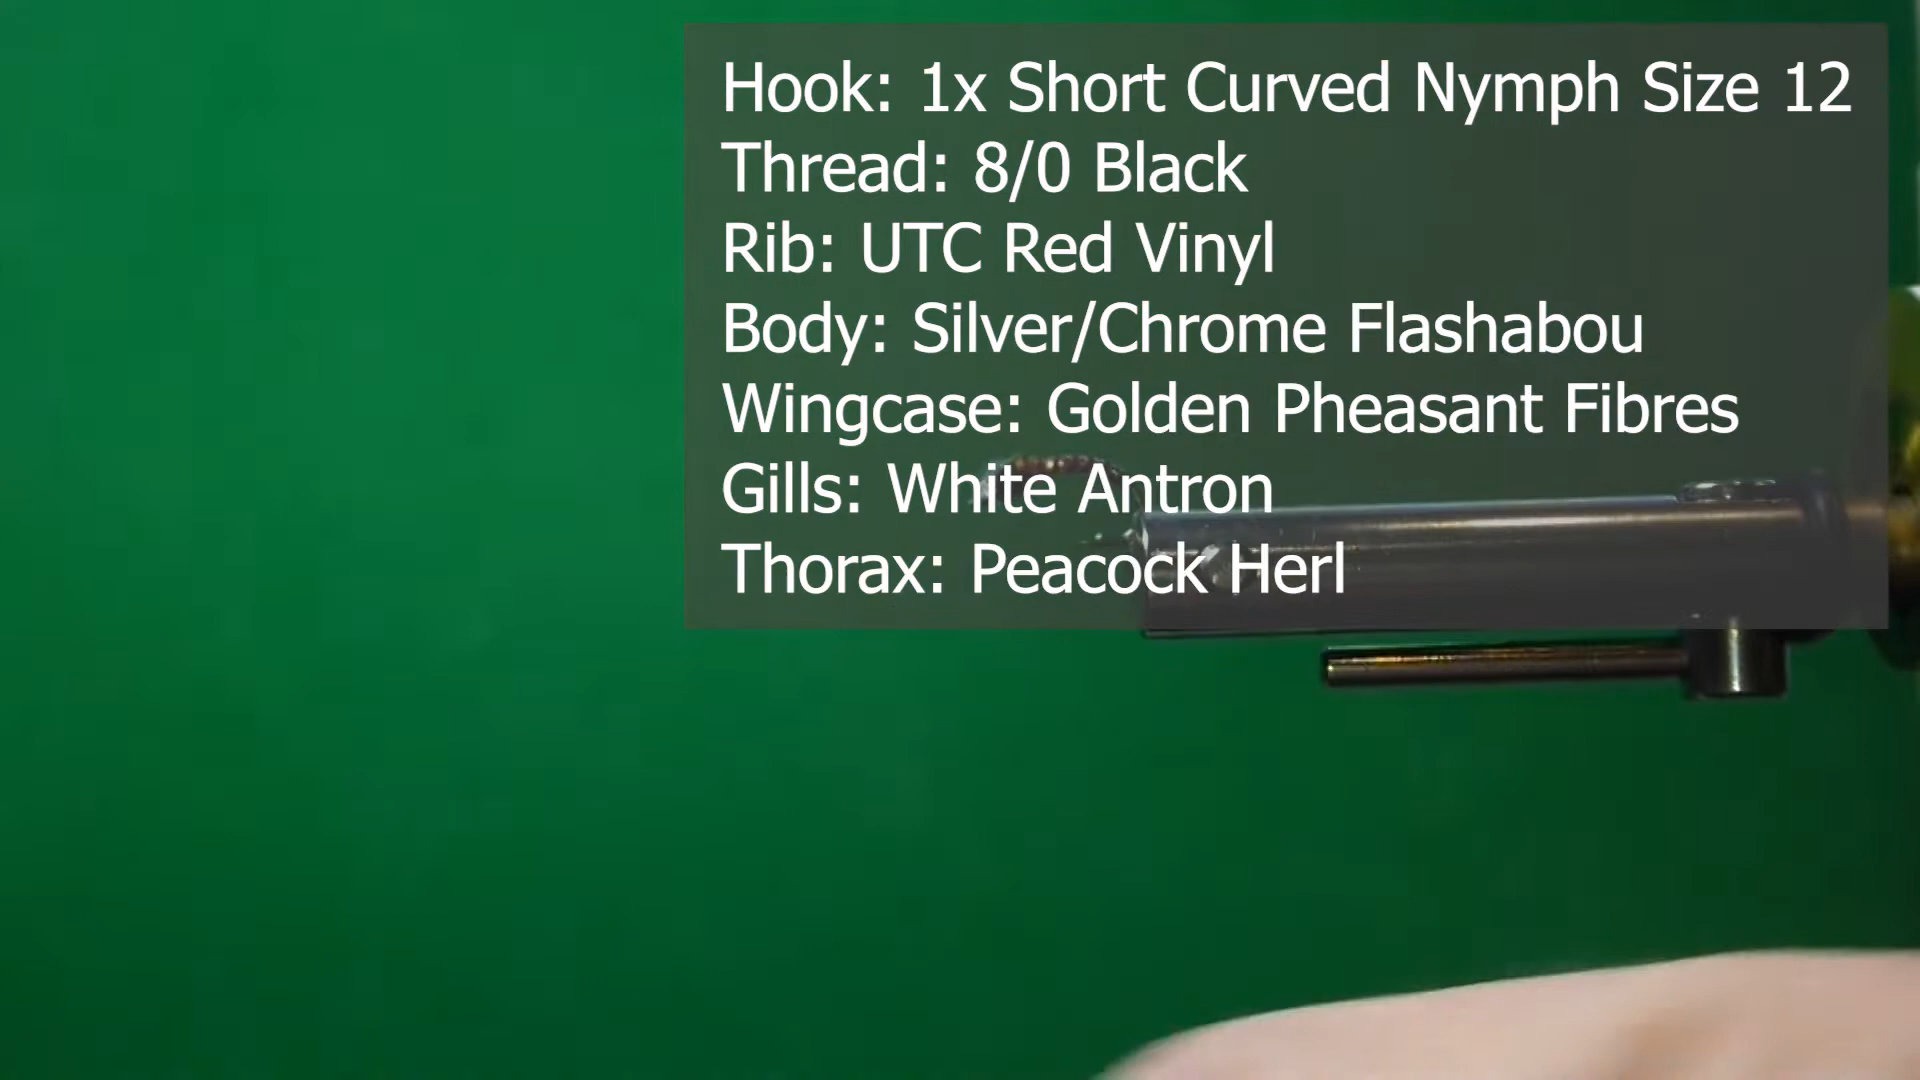 Hook: 1x Short Curved Nymph Size 12
Thread: 8/0 Black
Rib: UTC Red Vinyl
Body: Silver/Chrome Flashabou
Wingcase: Golden Pheasant Fibres
Gills: White Antron
Thorax: Peacock Herl